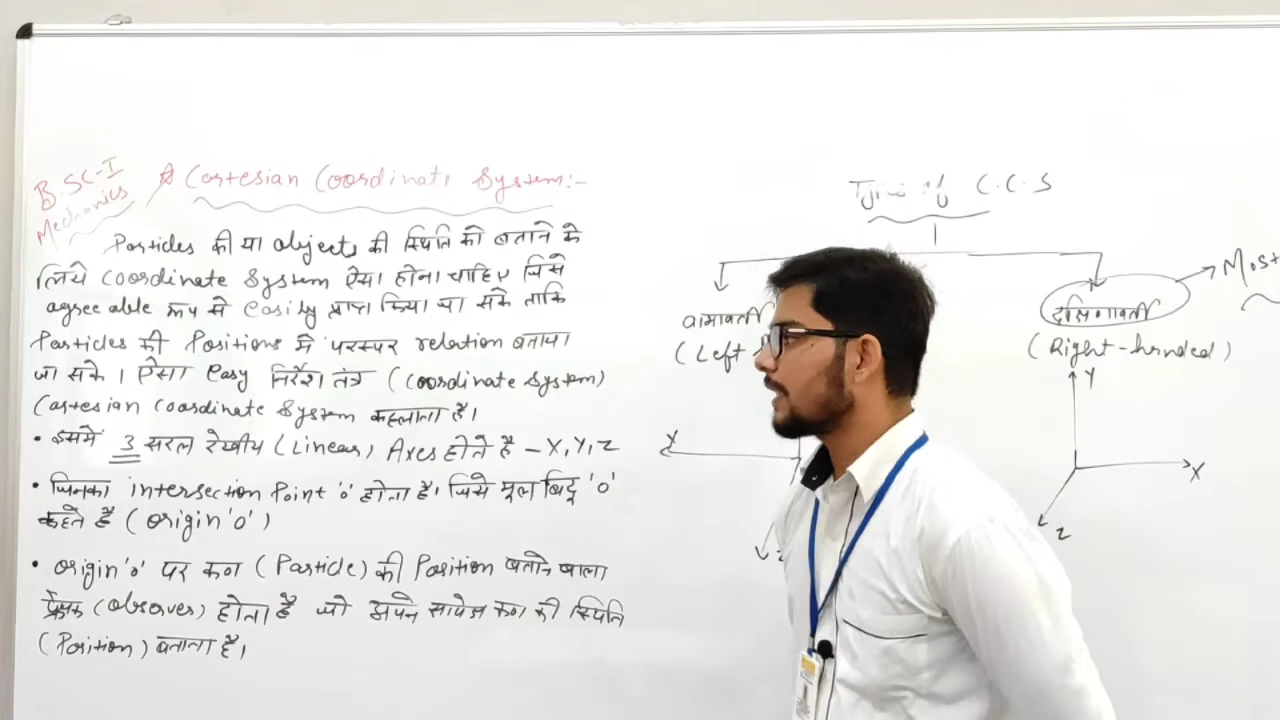 B.SC-I
Mechanics
Cartesian Coordinate System:-
Particles की या objects की स्थिति को बताने के
लिये coordinate System ऐसा होना चाहिए जिसे
agreeable रूप से easily प्राप्त किया जा सके ताकि
Particles की Positions में परस्पर relation बताया
जा सके। ऐसा easy निर्देश तंत्र (coordinate System)
Cartesian coordinate System कहलाता है।
• इसमें 3 सरल रेखीय (Linear) Axes होते है – X, Y, Z
• जिनका intersection Point 'o' होता है। जिसे मूल बिंदू 'o'
कहते है (origin 'o')
• origin 'o' पर कण (Particle) की Position बताने वाला
प्रेक्षक (observer) होता है जो अपने सापेक्ष कण की स्थिति
(Position) बताता है।
Types of C.C.S
वामावर्ती
(Left
X
Z
दक्षिणावर्ती
Most
(Right-handed)
Y
X
Z